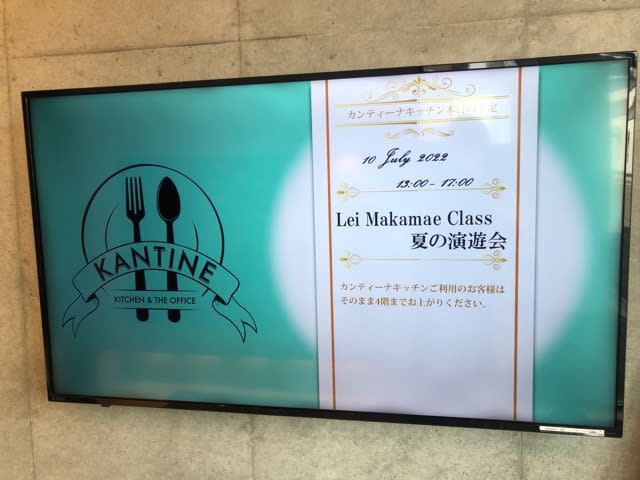 KANTINE
KITCHEN & THE OFFICE
カンティーナキッチン本日の予定
10 July 2022
13:00 - 17:00
Lei Makamae Class
夏の演遊会
カンティーナキッチンご利用のお客様は
そのまま4階までお上がりください。